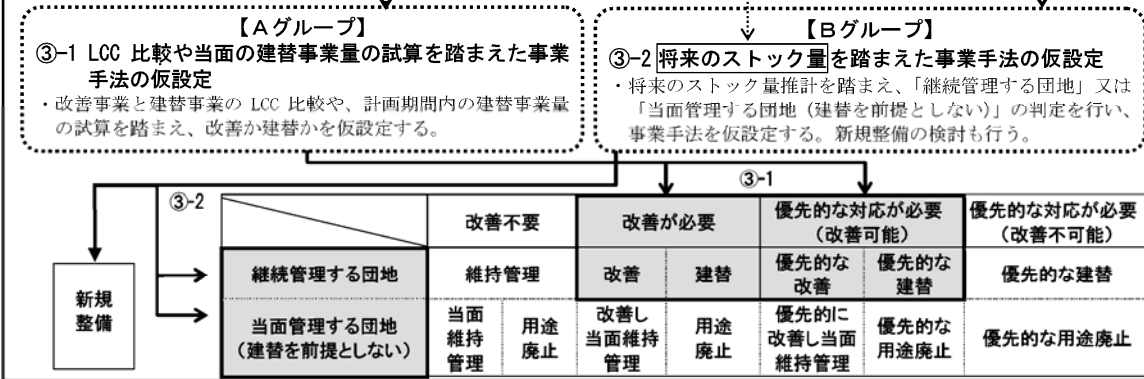 【Aグループ】
③-1 LCC 比較や当面の建替事業量の試算を踏まえた事業
手法の仮設定
・改善事業と建替事業の LCC 比較や、計画期間内の建替事業量
の試算を踏まえ、改善か建替かを仮設定する。
【Bグループ】
③-2 将来のストック量を踏まえた事業手法の仮設定
・将来のストック量推計を踏まえ、「継続管理する団地」又は
「当面管理する団地（建替を前提としない）」の判定を行い、
事業手法を仮設定する。新規整備の検討も行う。
③-1
③-2
新規
整備
改善不要
改善が必要
優先的な対応が必要
（改善可能）
優先的な対応が必要
（改善不可能）
継続管理する団地
維持管理
改善
建替
優先的な
改善
優先的な
建替
優先的な建替
当面管理する団地
（建替を前提としない）
当面
維持
管理
用途
廃止
改善し
当面維持
管理
用途
廃止
優先的に
改善し当面
維持管理
優先的な
用途廃止
優先的な用途廃止